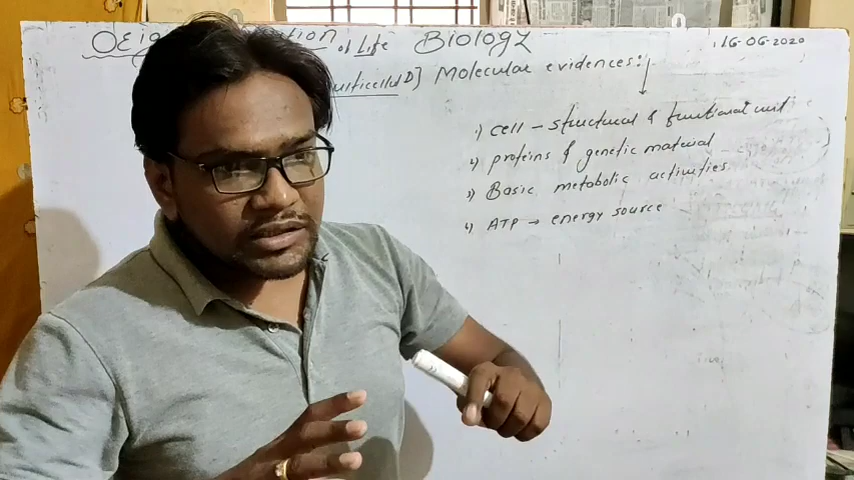 of Life Biology 16-06-2020
Molecular evidences:
1) cell - structural & functional unit
2) proteins & genetic material
3) Basic metabolic activities
4) ATP → energy source